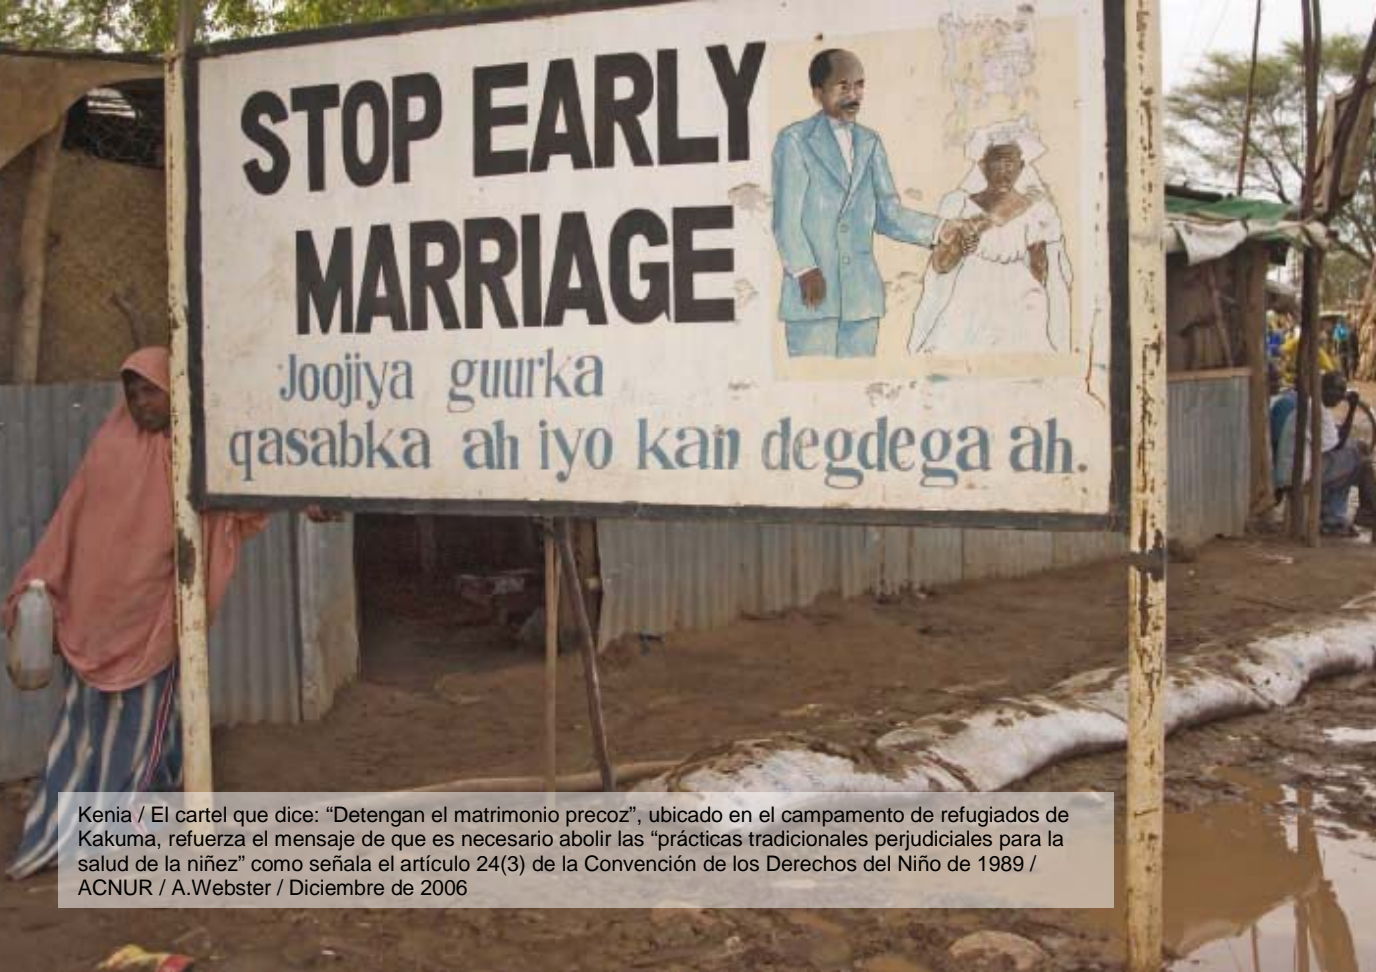 STOP EARLY
MARRIAGE
Joojiya guurka
qasabka ah iyo kan degdega ah.
Kenia / El cartel que dice: “Detengan el matrimonio precoz”, ubicado en el campamento de refugiados de
Kakuma, refuerza el mensaje de que es necesario abolir las “prácticas tradicionales perjudiciales para la
salud de la niñez” como señala el artículo 24(3) de la Convención de los Derechos del Niño de 1989 /
ACNUR / A.Webster / Diciembre de 2006